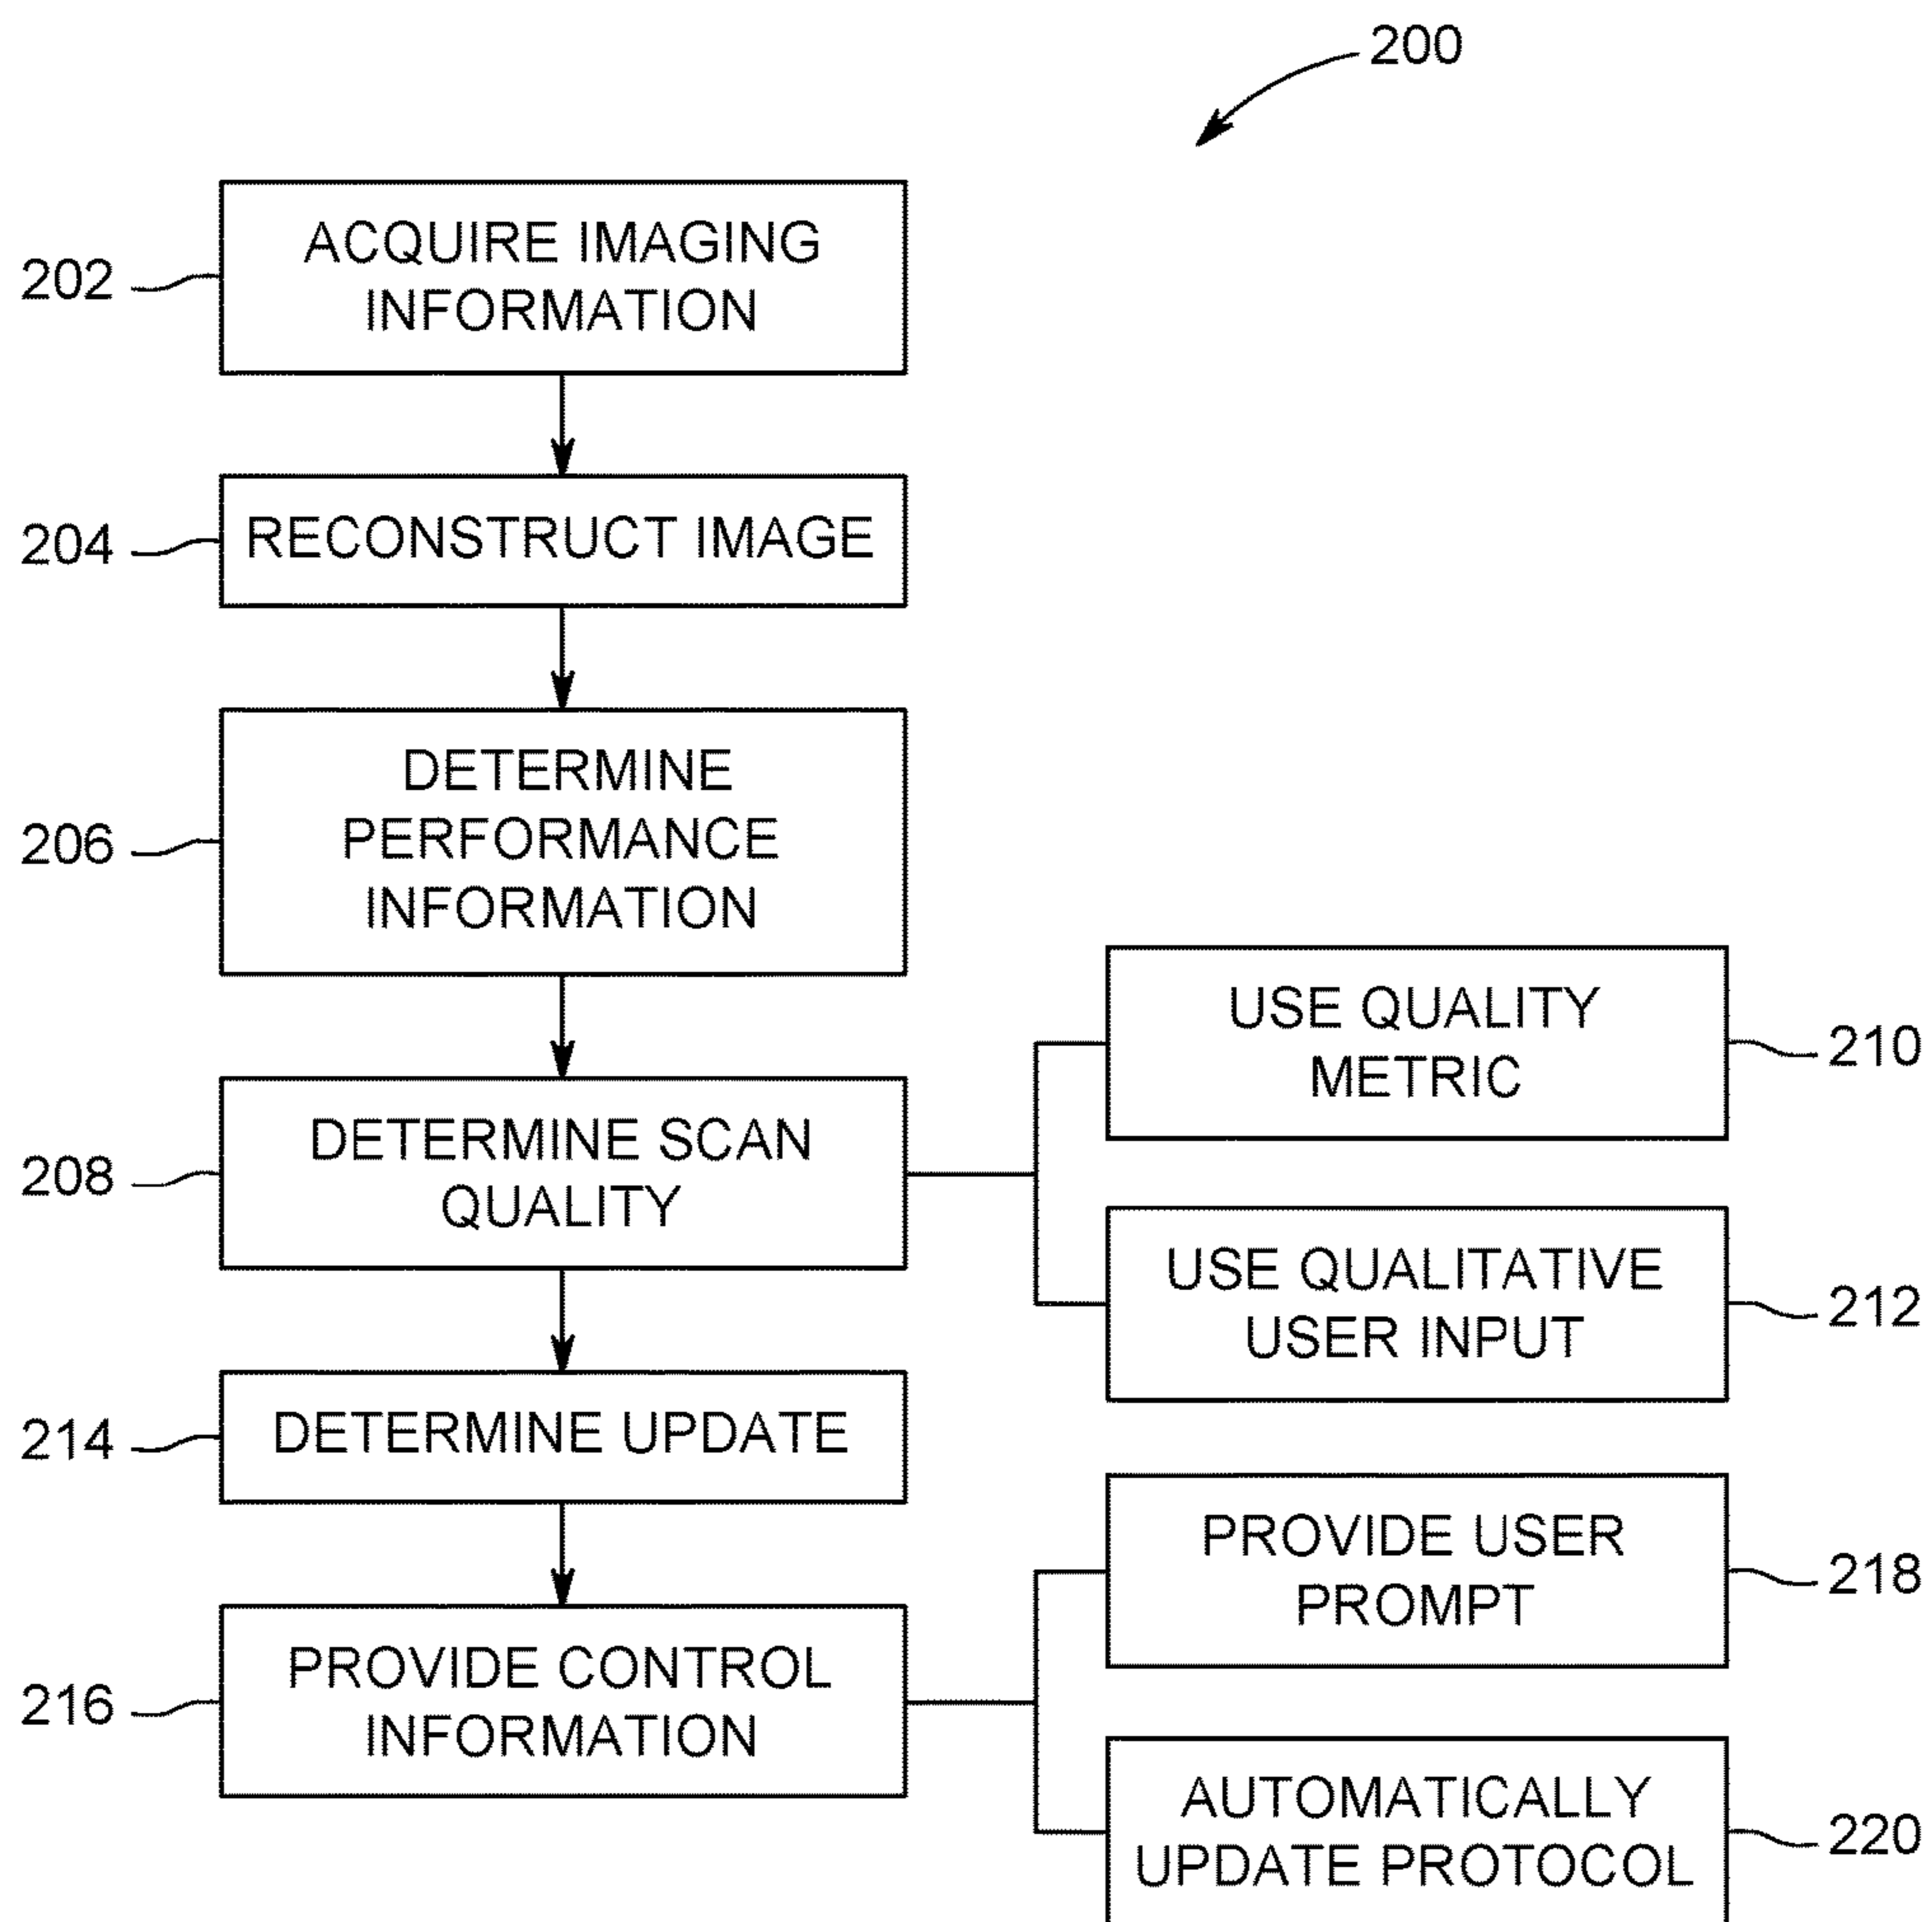 200
202
ACQUIRE IMAGING
INFORMATION
204
RECONSTRUCT IMAGE
206
DETERMINE
PERFORMANCE
INFORMATION
208
DETERMINE SCAN
QUALITY
USE QUALITY
METRIC
210
USE QUALITATIVE
USER INPUT
212
214
DETERMINE UPDATE
216
PROVIDE CONTROL
INFORMATION
PROVIDE USER
PROMPT
218
AUTOMATICALLY
UPDATE PROTOCOL
220